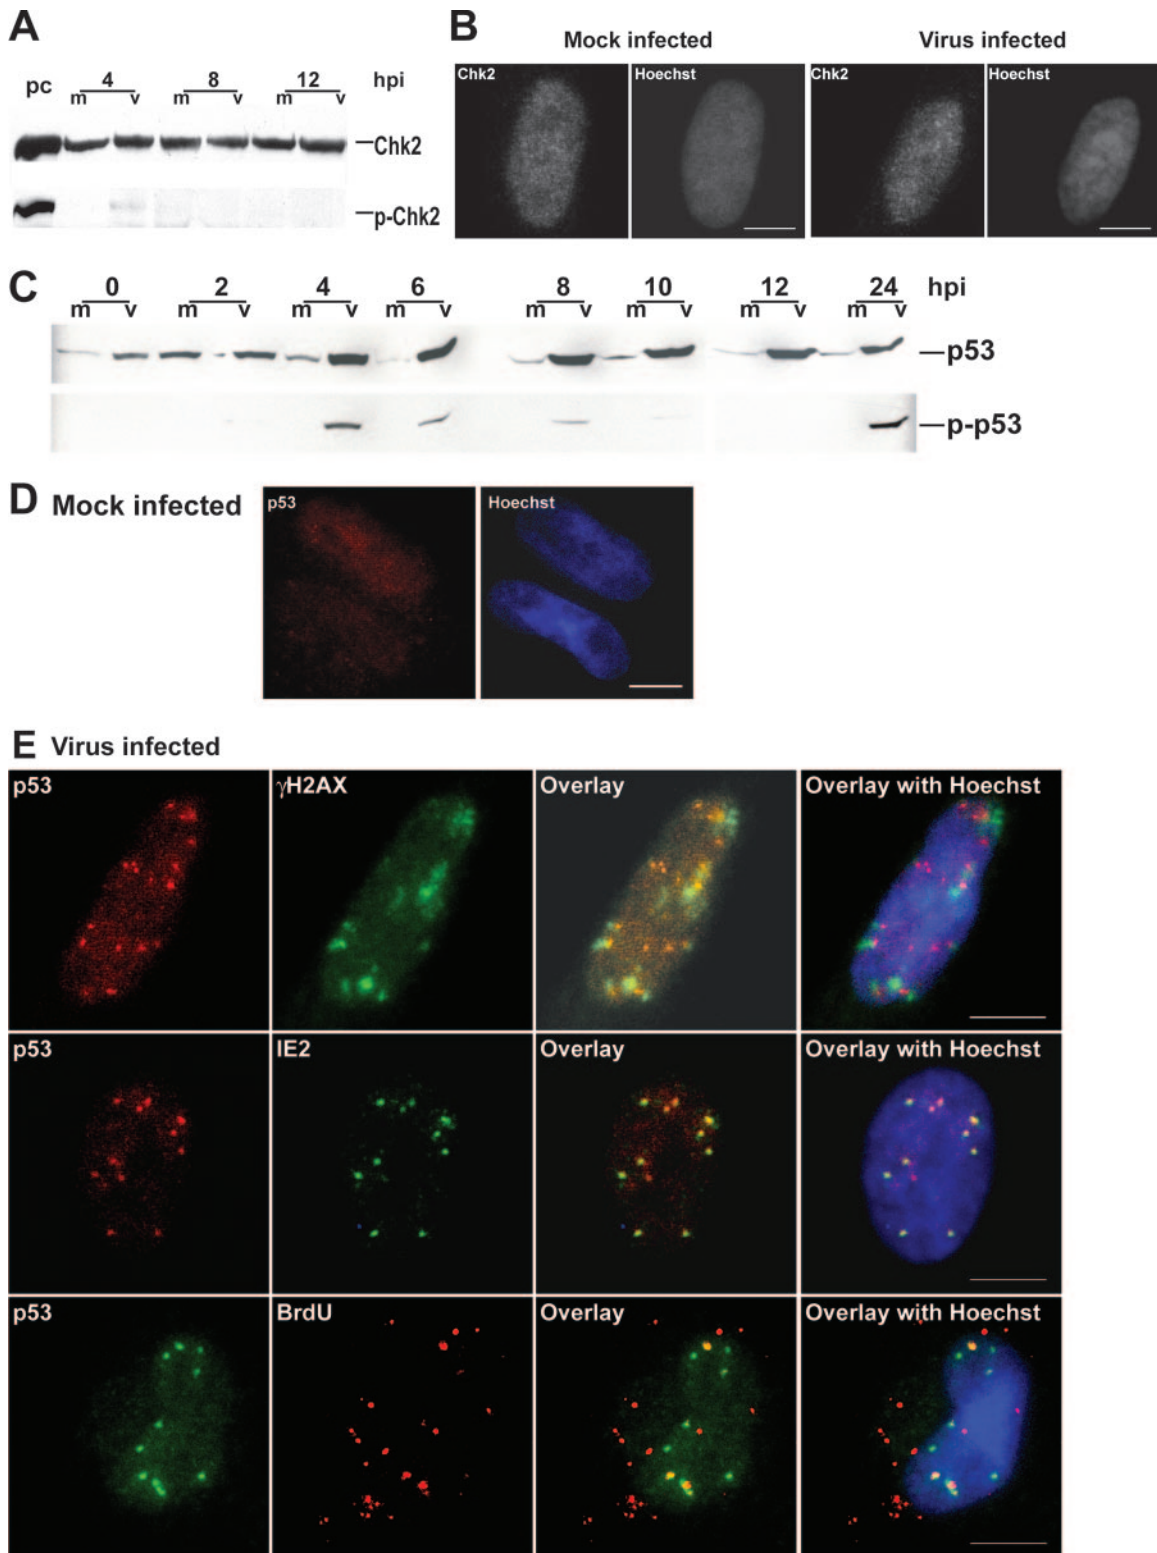 A
pc 4 8 12 hpi
m v m v m v
Chk2
p-Chk2
B
Mock infected Virus infected
Chk2 Hoechst Chk2 Hoechst
C
0 2 4 6 8 10 12 24 hpi
m v m v m v m v m v m v m v m v
p53
p-p53
D Mock infected
p53 Hoechst
E Virus infected
p53 γH2AX Overlay Overlay with Hoechst
p53 IE2 Overlay Overlay with Hoechst
p53 BrdU Overlay Overlay with Hoechst